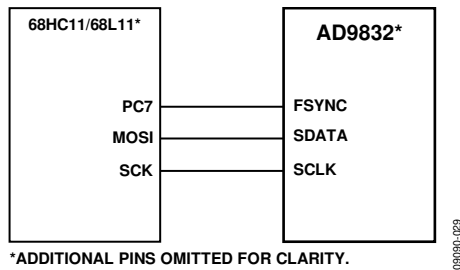 68HC11/68L11*
AD9832*
PC7
FSYNC
MOSI
SDATA
SCK
SCLK
*ADDITIONAL PINS OMITTED FOR CLARITY.
09090-029